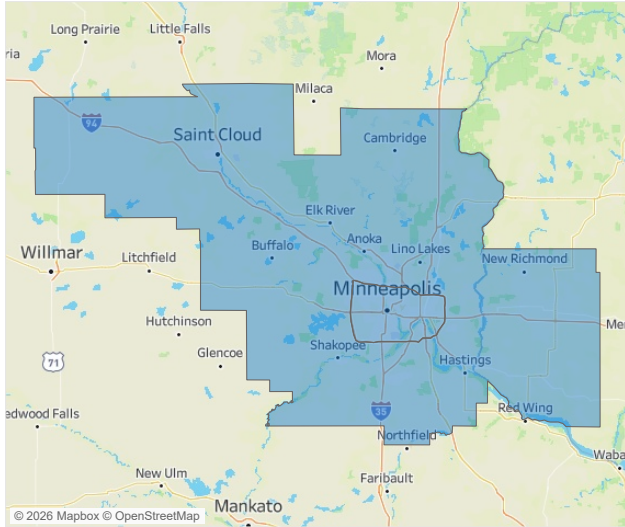 Long Prairie
Little Falls
ria
Mora
Milaca
94
Saint Cloud
Cambridge
Elk River
Buffalo
Anoka
Lino Lakes
Willmar
Litchfield
New Richmond
Minneapolis
Hutchinson
Men
Shakopee
Glencoe
71
Hastings
35
edwood Falls
Red Wing
Northfield
Waba
New Ulm
Faribault
Mankato
© 2026 Mapbox © OpenStreetMap